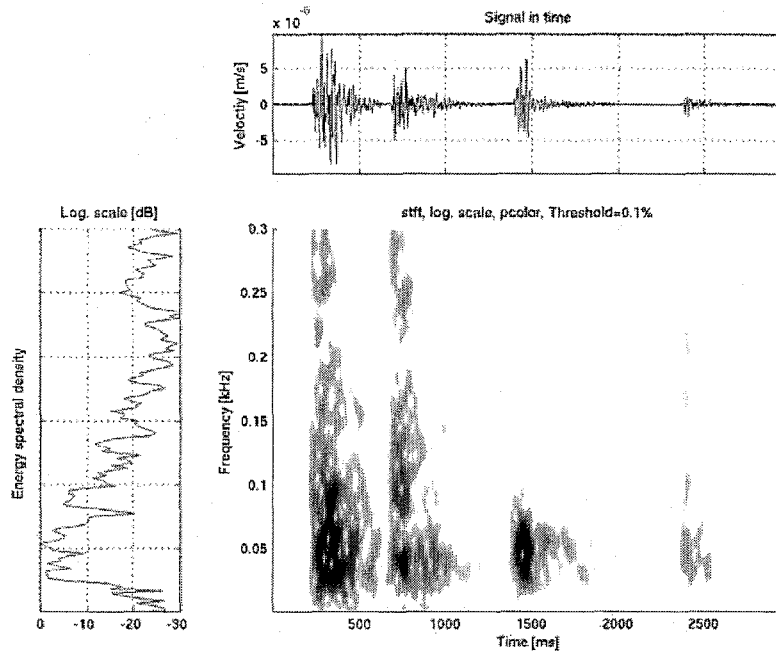 Signal in time
x 10
Veloctiy [m/s]
5
0
-5
Log. scale [dB]
Energy spectral density
0 -10 -20 -30
stft, log. scale, pcolor, Threshold=0.1%
Frequency [kHz]
0.3
0.25
0.2
0.15
0.1
0.05
500 1000 1500 2000 2500
Time [ms]